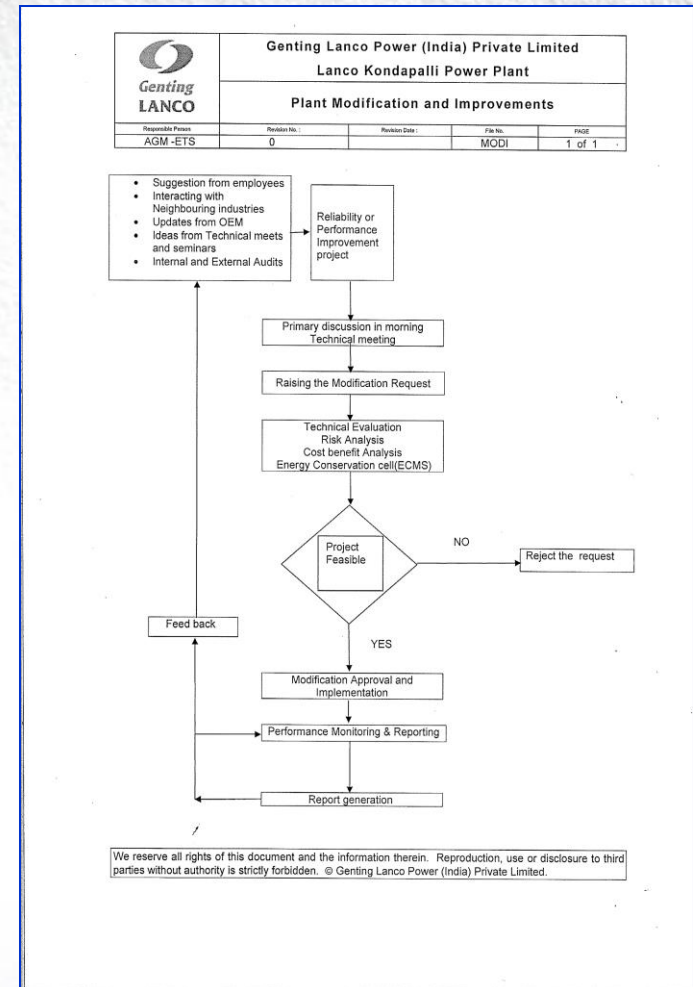 Genting
LANCO
Genting Lanco Power (India) Private Limited
Lanco Kondapalli Power Plant
Plant Modification and Improvements
Responsible Person
Revision No. :
Revision Date :
File No.
PAGE
AGM -ETS
0
MODI
1 of 1
• Suggestion from employees
• Interacting with
Neighbouring industries
• Updates from OEM
• Ideas from Technical meets
and seminars
• Internal and External Audits
Reliability or
Performance
Improvement
project
Primary discussion in morning
Technical meeting
Raising the Modification Request
Technical Evaluation
Risk Analysis
Cost benefit Analysis
Energy Conservation cell(ECMS)
Project
Feasible
NO
Reject the request
Feed back
YES
Modification Approval and
Implementation
Performance Monitoring & Reporting
Report generation
We reserve all rights of this document and the information therein. Reproduction, use or disclosure to third
parties without authority is strictly forbidden. © Genting Lanco Power (India) Private Limited.